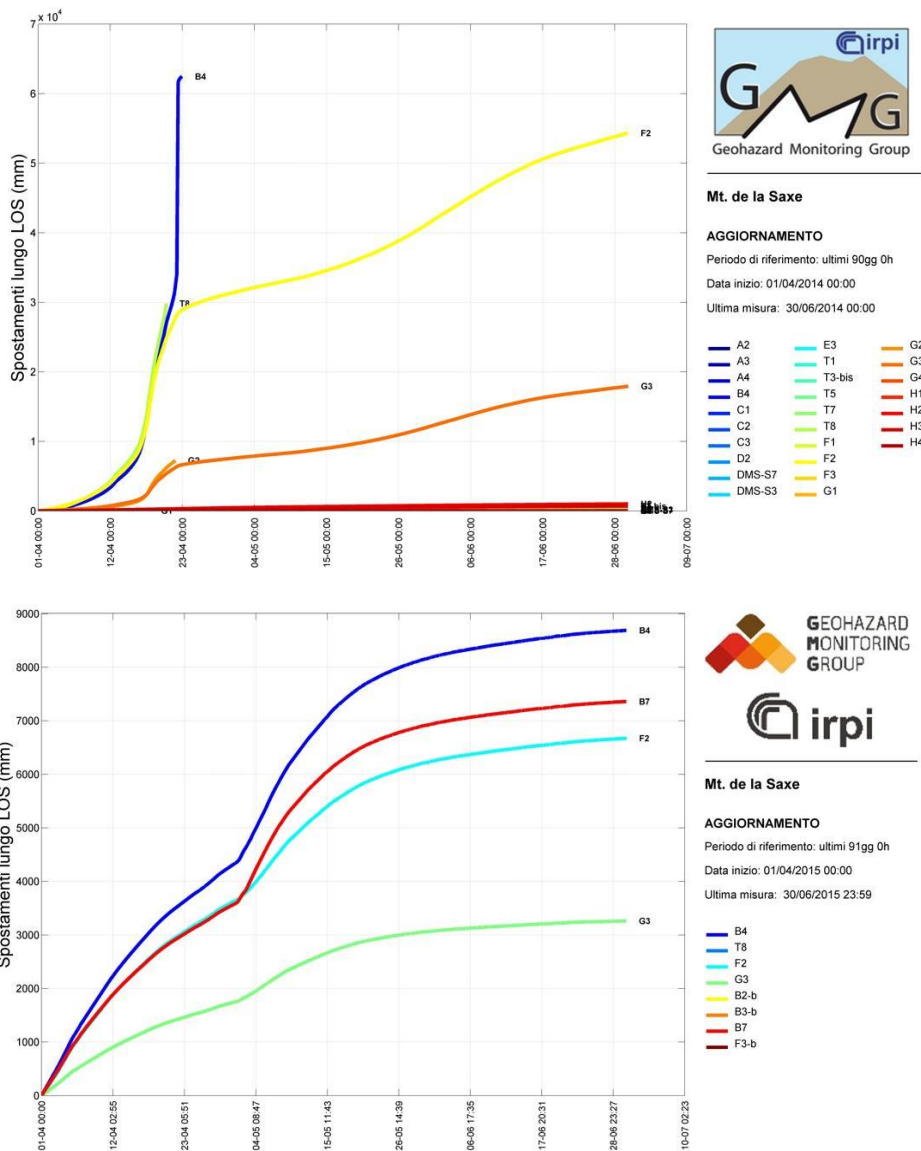 7 x 10⁴
6
5
4
3
2
1
0
Spostamenti lungo LOS (mm)
B4
F2
T8
G3
G2
G1
01-04 00:00
12-04 00:00
23-04 00:00
04-05 00:00
15-05 00:00
26-05 00:00
06-06 00:00
17-06 00:00
28-06 00:00
09-07 00:00
irpi
G
G
Geohazard Monitoring Group
Mt. de la Saxe
AGGIORNAMENTO
Periodo di riferimento: ultimi 90gg 0h
Data inizio: 01/04/2014 00:00
Ultima misura: 30/06/2014 00:00
A2
A3
A4
B4
C1
C2
C3
D2
DMS-S7
DMS-S3
E3
T1
T3-bis
T5
T7
T8
F1
F2
F3
G1
G2
G3
G4
H1
H2
H3
H4
9000
8000
7000
6000
5000
4000
3000
2000
1000
0
Spostamenti lungo LOS (mm)
B4
B7
F2
G3
01-04 00:00
12-04 02:55
23-04 05:51
04-05 08:47
15-05 11:43
26-05 14:39
06-06 17:35
17-06 20:31
28-06 23:27
10-07 02:23
GEOHAZARD
MONITORING
GROUP
irpi
Mt. de la Saxe
AGGIORNAMENTO
Periodo di riferimento: ultimi 91gg 0h
Data inizio: 01/04/2015 00:00
Ultima misura: 30/06/2015 23:59
B4
T8
F2
G3
B2-b
B3-b
B7
F3-b